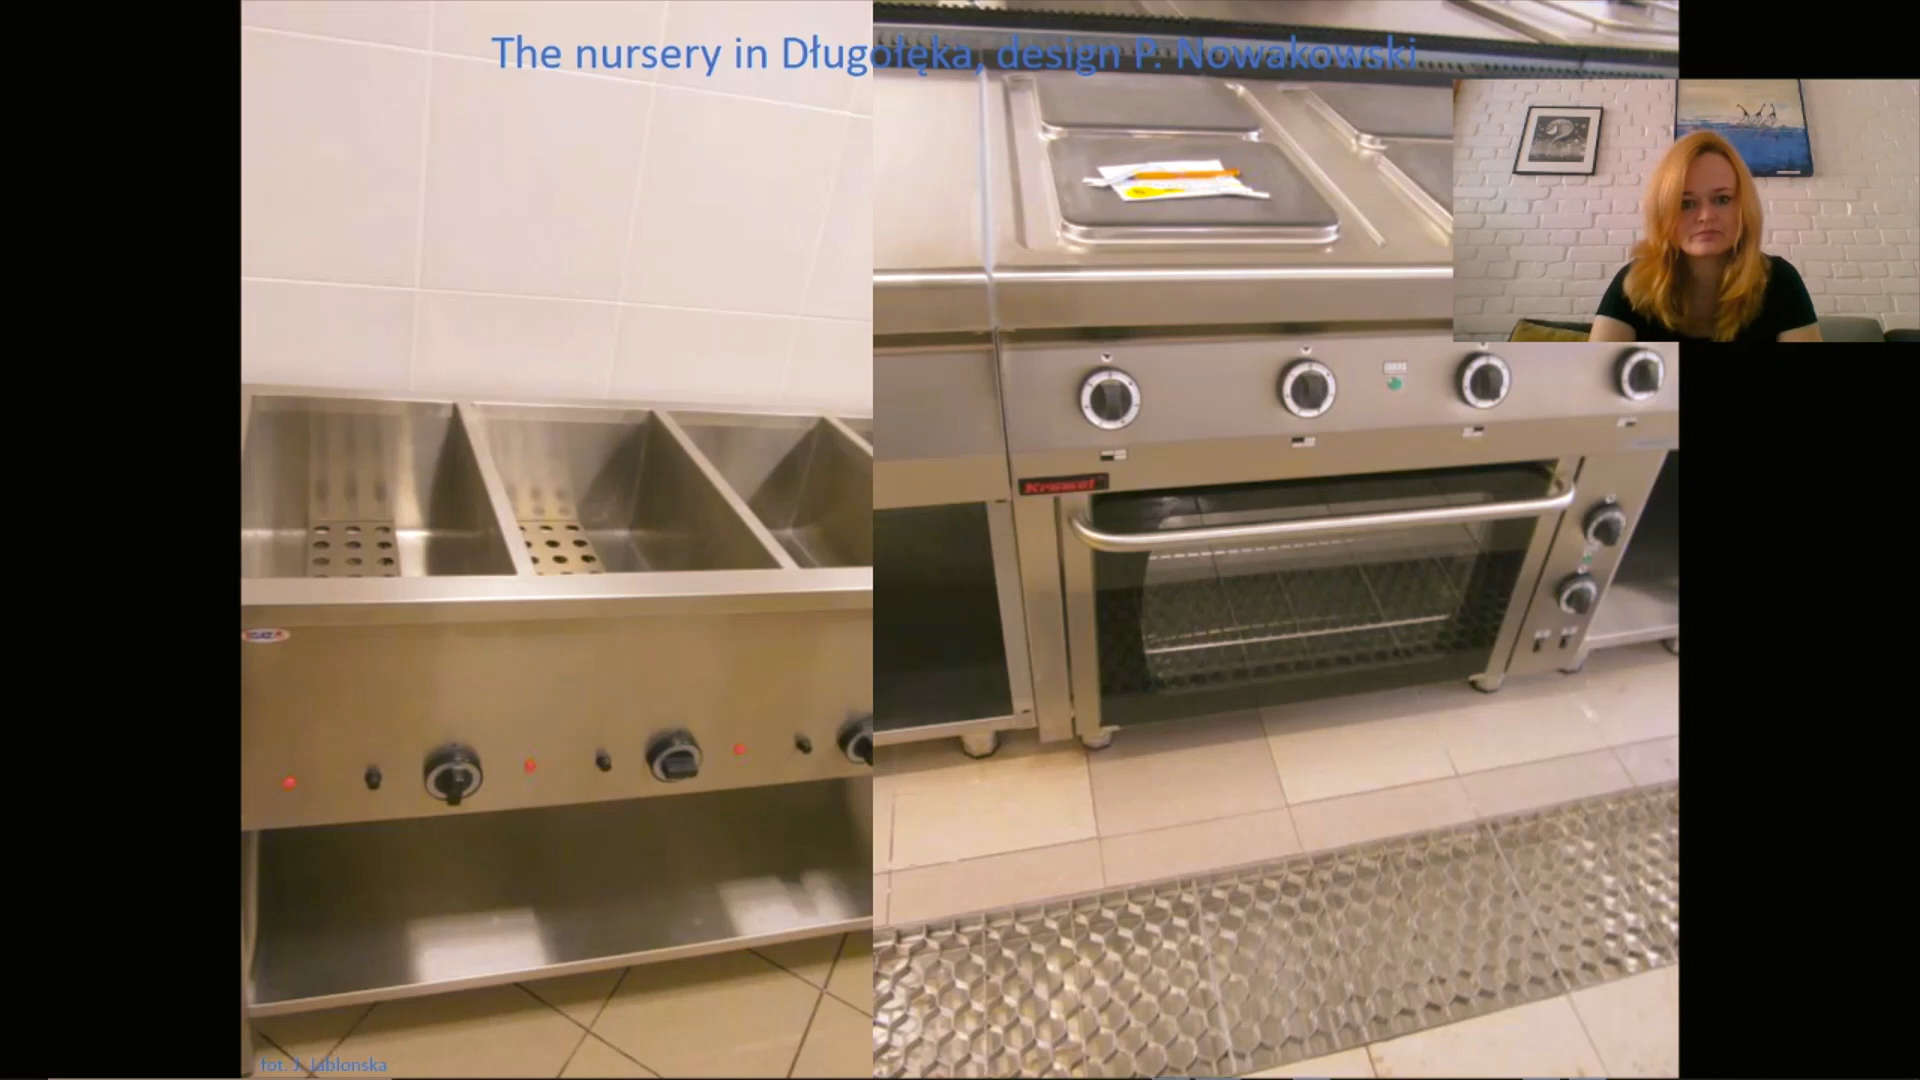 The nursery in Długołęka, design P. Nowakowski
Kromet
fot. J. Jablonska